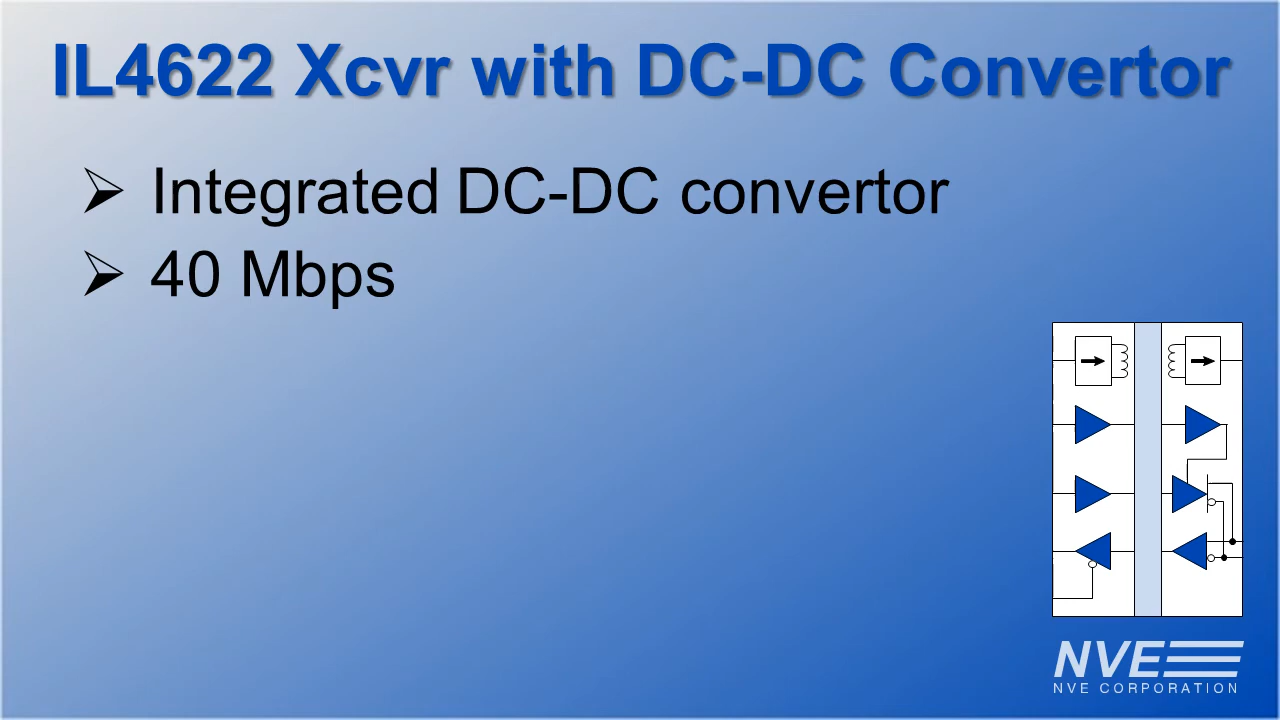 IL4622 Xcvr with DC-DC Convertor
Integrated DC-DC convertor
40 Mbps
NVE
NVE CORPORATION